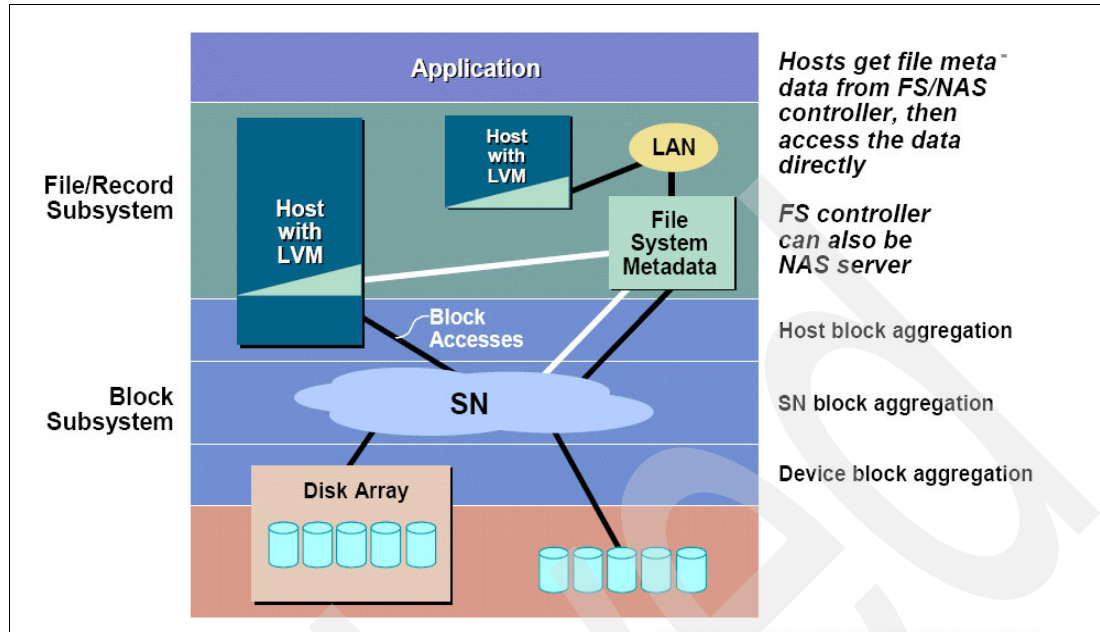 Application
Hosts get file meta-
data from FS/NAS
controller, then
access the data
directly
File/Record
Subsystem
Host
with
LVM
Host
with
LVM
LAN
File
System
Metadata
FS controller
can also be
NAS server
Block
Accesses
Host block aggregation
Block
Subsystem
SN
SN block aggregation
Disk Array
Device block aggregation